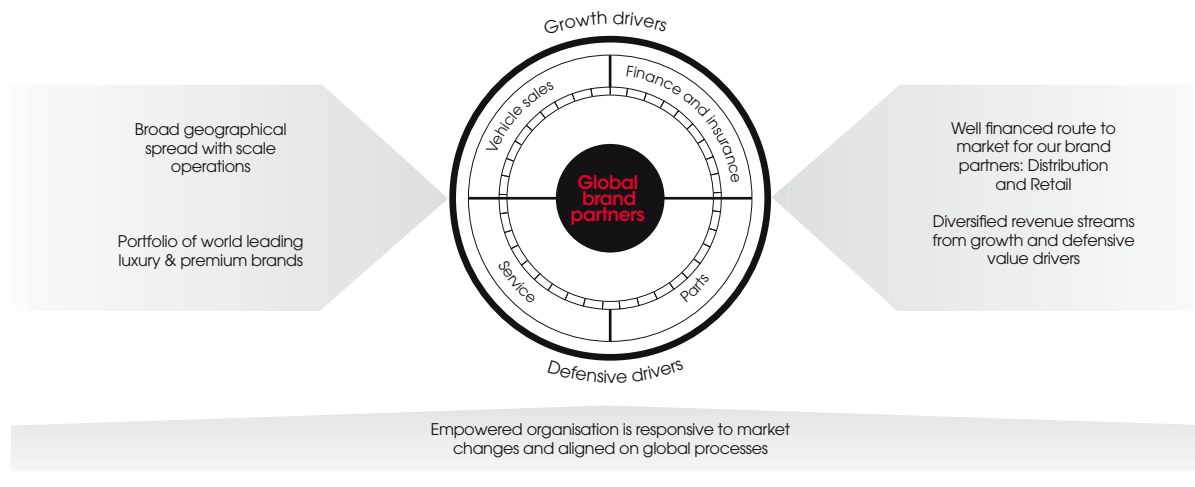 Growth drivers
Vehicle sales
Finance and insurance
Broad geographical
spread with scale
operations
Portfolio of world leading
luxury & premium brands
Global
brand
partners
Well financed route to
market for our brand
partners: Distribution
and Retail
Diversified revenue streams
from growth and defensive
value drivers
Service
Parts
Defensive drivers
Empowered organisation is responsive to market
changes and aligned on global processes